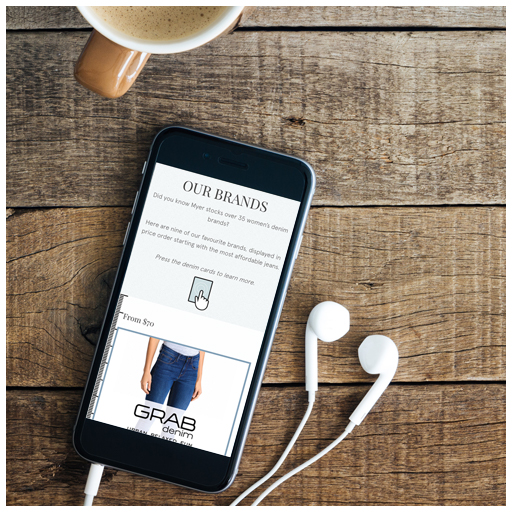 OUR BRANDS
Did you know Myer stocks over 35 women's denim
brands?
Here are nine of our favourite brands, displayed in
price order starting with the most affordable jeans.
Press the denim cards to learn more.
From $70
GRAB
denim
URBAN RELAXED FUN